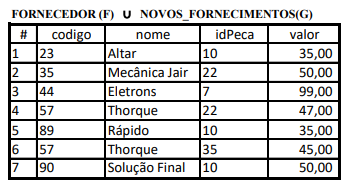 FORNECEDOR (F) ∪ NOVOS_FORNECIMENTOS(G)
# codigo nome idPeca valor
1 23 Altar 10 35,00
2 35 Mecânica Jair 22 50,00
3 44 Eletrons 7 99,00
4 57 Thorque 22 47,00
5 89 Rápido 10 35,00
6 57 Thorque 35 45,00
7 90 Solução Final 10 50,00